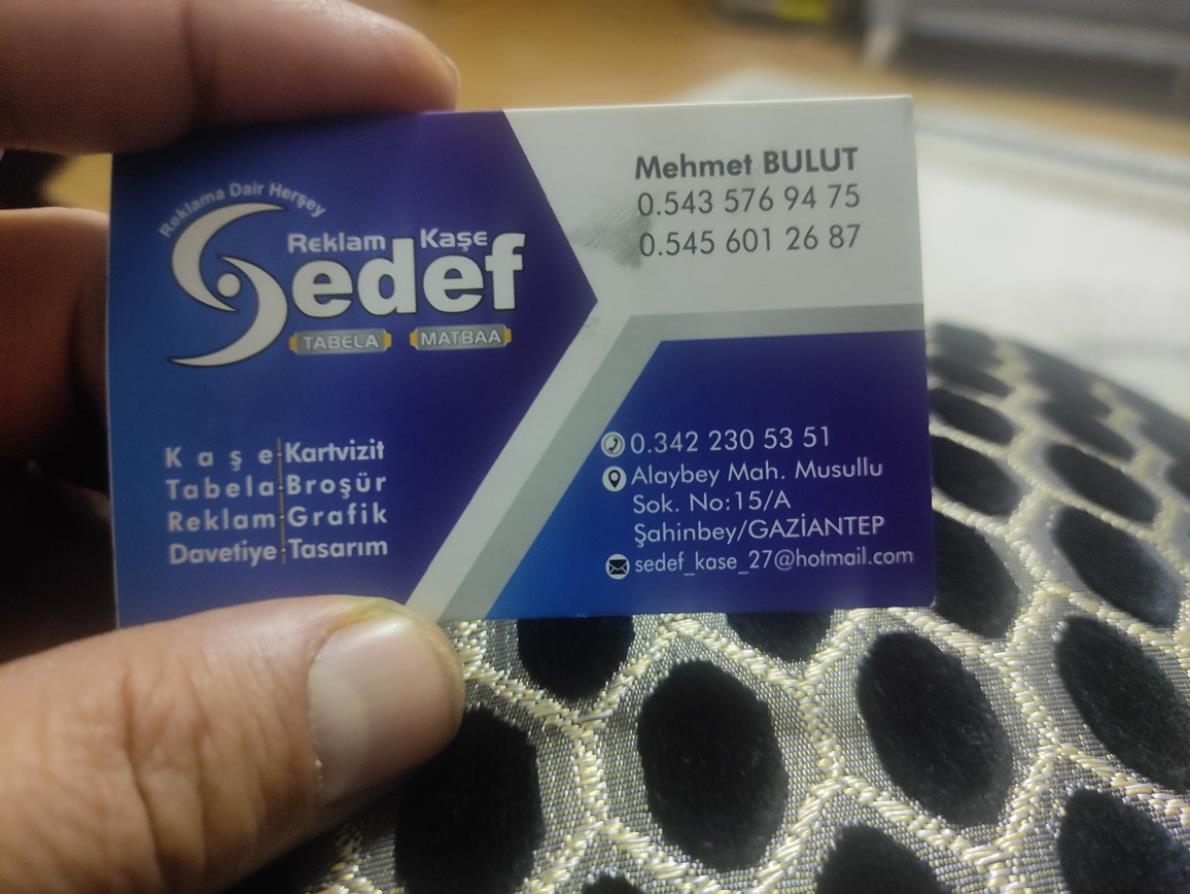 Reklama Dair Herşey
Reklam Kaşe
Sedef
TABELA MATBAA
Kaşe Kartvizit
Tabela Broşür
Reklam Grafik
Davetiye Tasarım
Mehmet BULUT
0.543 576 94 75
0.545 601 26 87
0.342 230 53 51
Alaybey Mah. Musullu
Sok. No:15/A
Şahinbey/GAZİANTEP
sedef_kase_27@hotmail.com